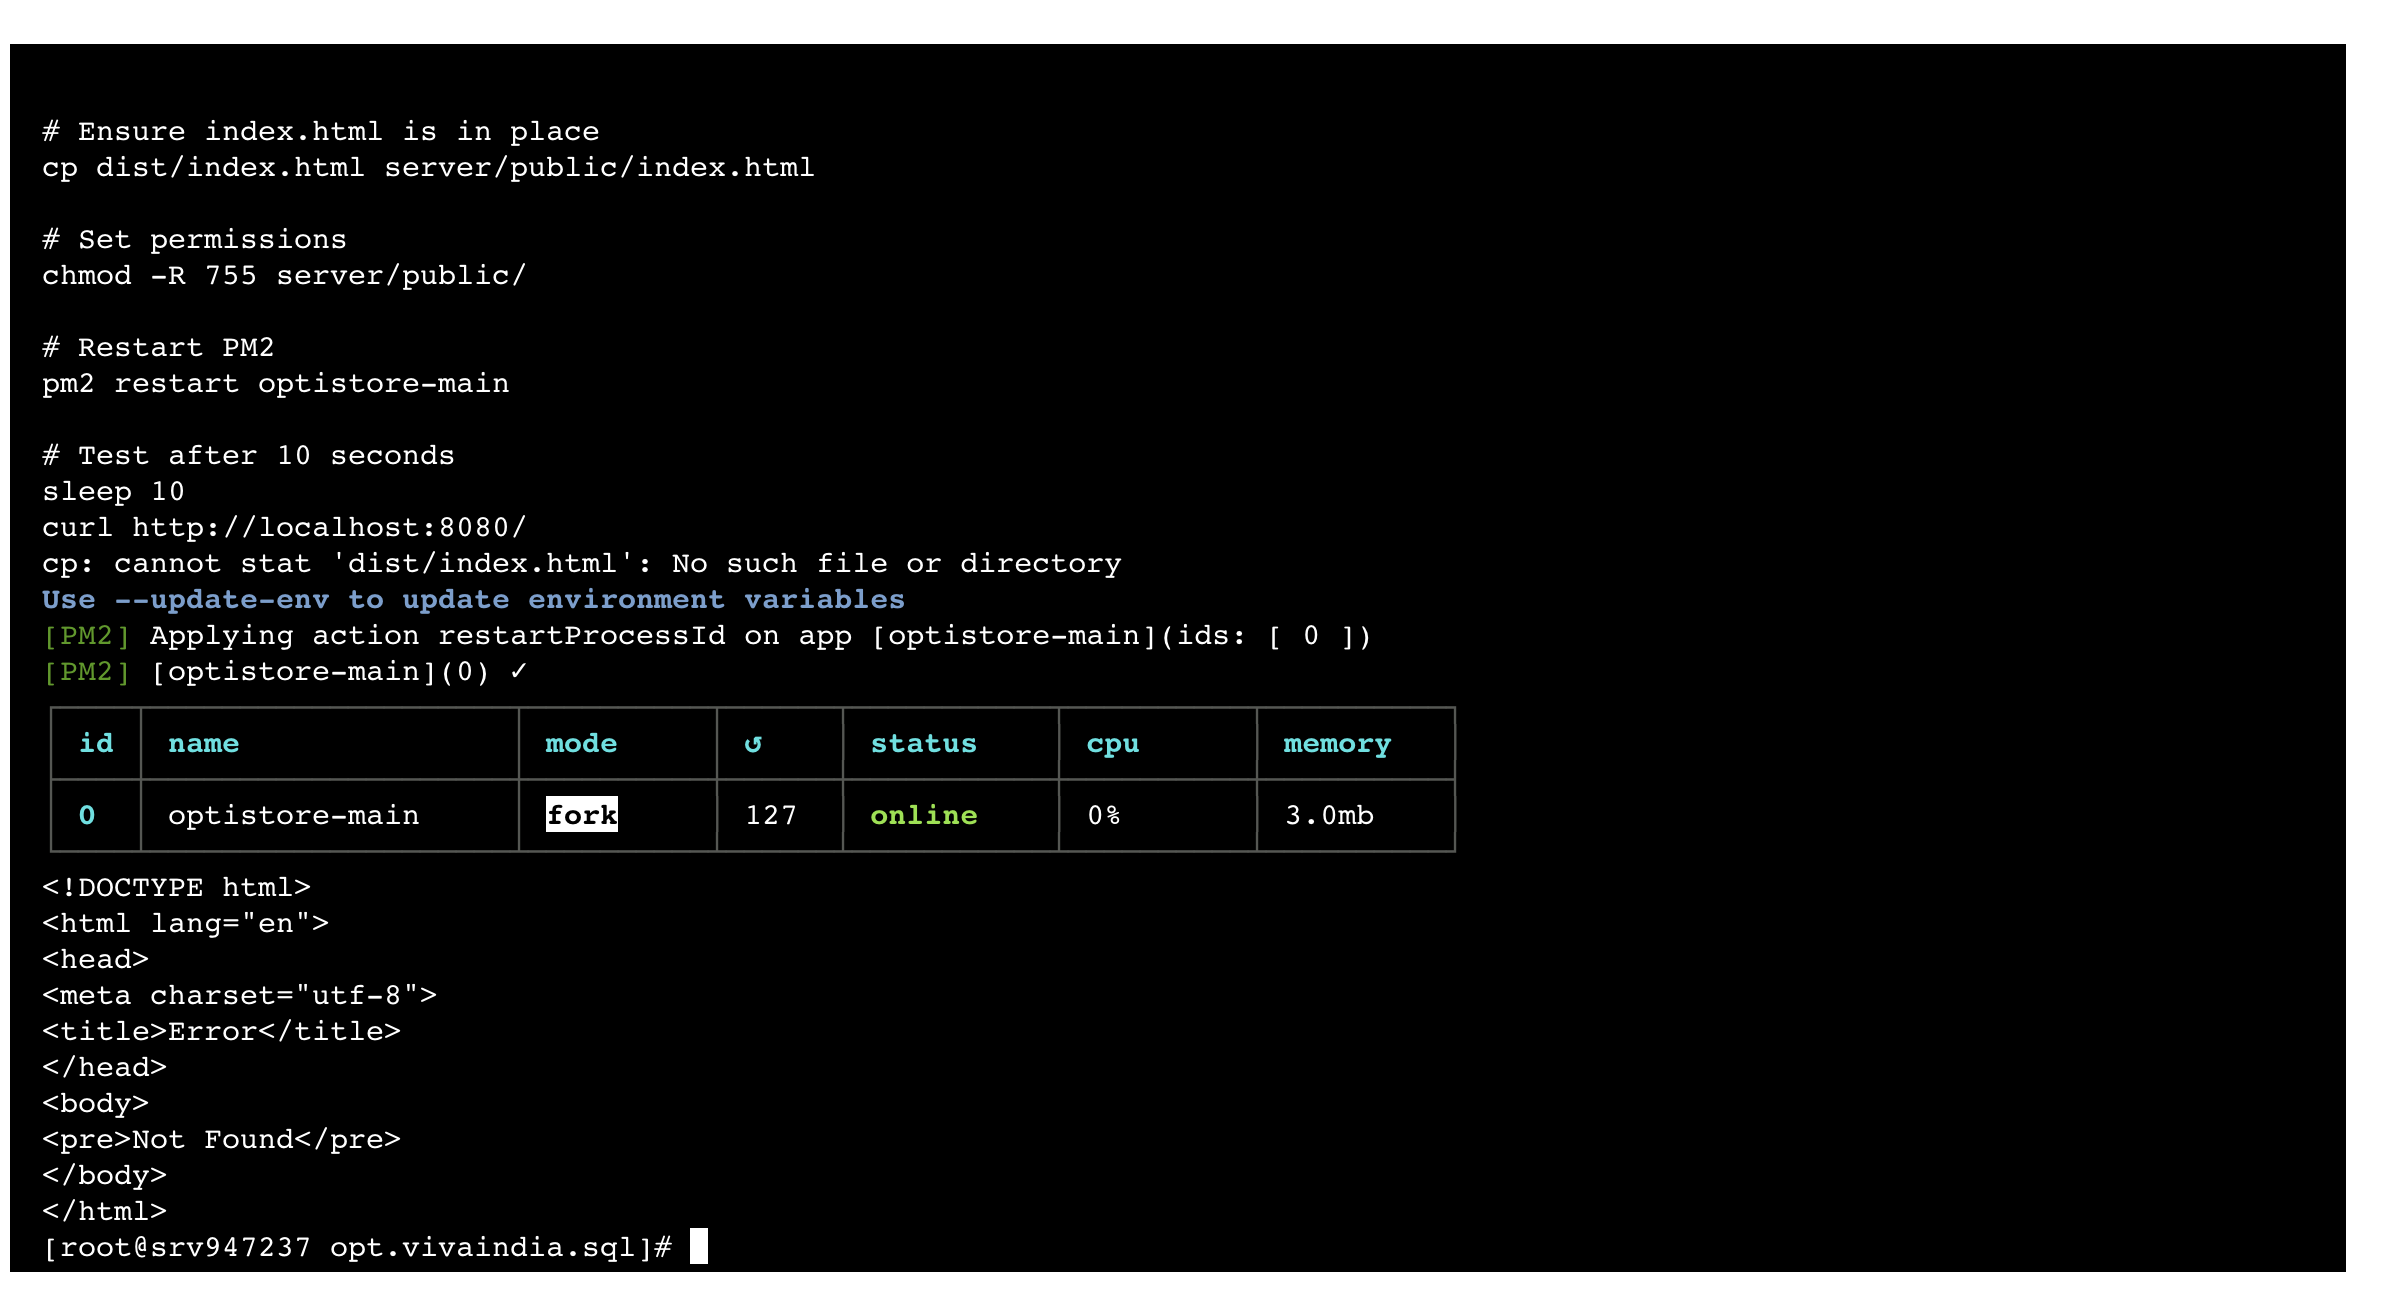 # Ensure index.html is in place
cp dist/index.html server/public/index.html
# Set permissions
chmod -R 755 server/public/
# Restart PM2
pm2 restart optistore-main
# Test after 10 seconds
sleep 10
curl http://localhost:8080/
cp: cannot stat 'dist/index.html': No such file or directory
Use --update-env to update environment variables
[PM2] Applying action restartProcessId on app [optistore-main](ids: [ 0 ])
[PM2] [optistore-main](0) ✓
id name mode ↺ status cpu memory
0 optistore-main fork 127 online 0% 3.0mb
<!DOCTYPE html>
<html lang="en">
<head>
<meta charset="utf-8">
<title>Error</title>
</head>
<body>
<pre>Not Found</pre>
</body>
</html>
[root@srv947237 opt.vivaindia.sql]#